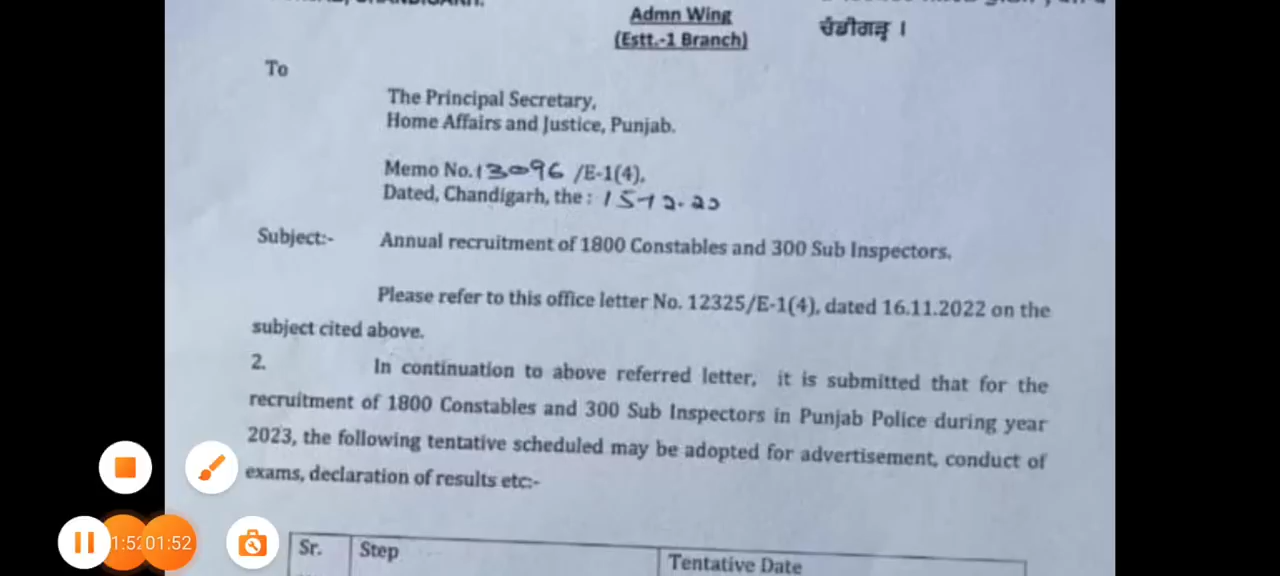 Admn Wing
(Estt.-1 Branch)
ਚੰਡੀਗੜ੍ਹ ।
To
The Principal Secretary,
Home Affairs and Justice, Punjab.
Memo No. 13096 /E-1(4),
Dated, Chandigarh, the : 15-12-22
Subject:- Annual recruitment of 1800 Constables and 300 Sub Inspectors.
Please refer to this office letter No. 12325/E-1(4), dated 16.11.2022 on the
subject cited above.
2. In continuation to above referred letter, it is submitted that for the
recruitment of 1800 Constables and 300 Sub Inspectors in Punjab Police during year
2023, the following tentative scheduled may be adopted for advertisement, conduct of
exams, declaration of results etc:-
Sr. Step Tentative Date
01:52